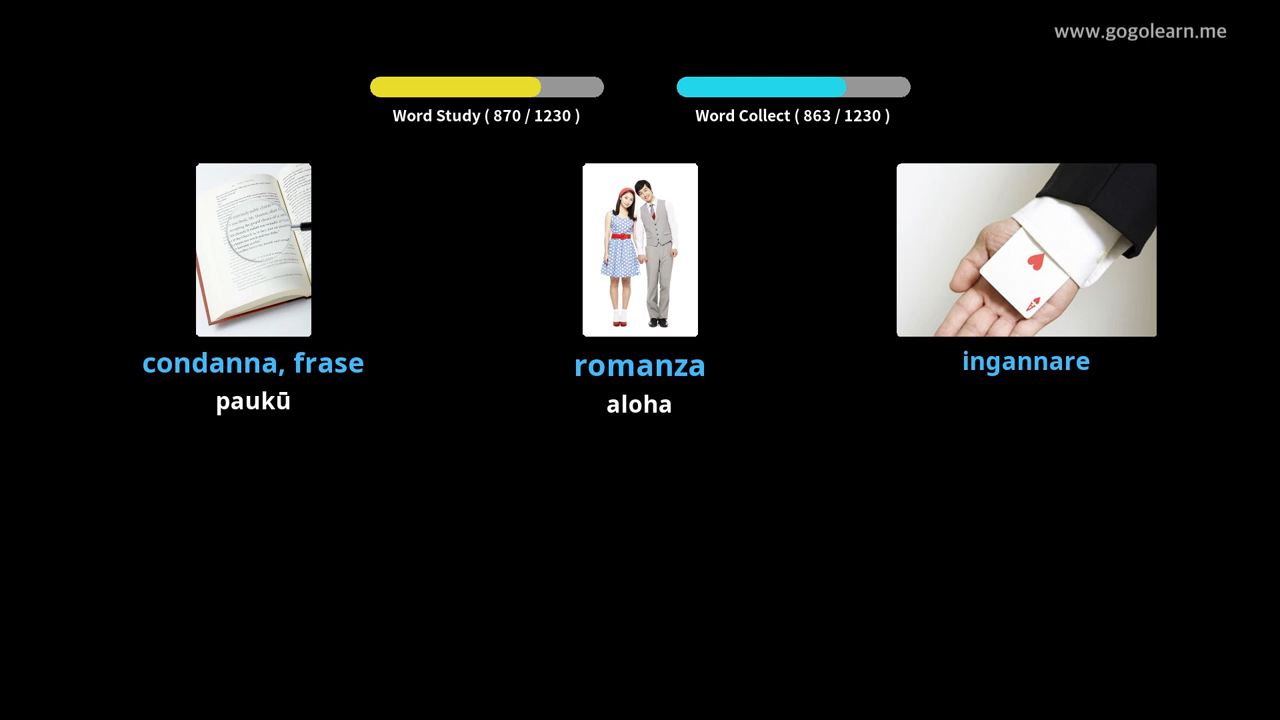 www.gogolearn.me
Word Study ( 870 / 1230 )
Word Collect ( 863 / 1230 )
condanna, frase
paukū
romanza
aloha
ingannare